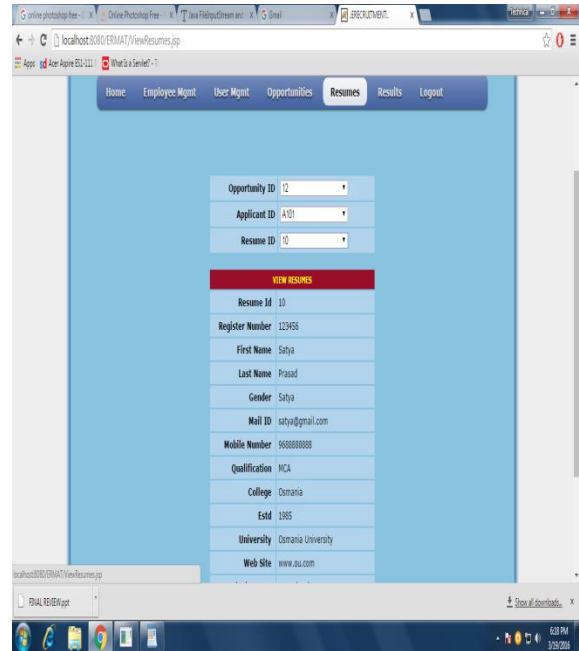 online photoshop free - Online Photoshop Free - Java FileInputStream and Gmail :ERECRUITMENT:. Technical
localhost:8080/ERMAT/ViewResumes.jsp
Apps Acer Aspire ES1-111 What Is a Servlet? -
Home Employee Mgmt User Mgmt Opportunities Resumes Results Logout
Opportunity ID 12
Applicant ID A101
Resume ID 10
VIEW RESUMES
Resume Id 10
Register Number 123456
First Name Satya
Last Name Prasad
Gender Satya
Mail ID satya@gmail.com
Mobile Number 9688888888
Qualification MCA
College Osmania
Estd 1985
University Osmania University
Web Site www.ou.com
localhost:8080/ERMAT/ViewResumes.jsp
FINAL REVIEW.ppt Show all downloads... X
6:18 PM
3/19/2016